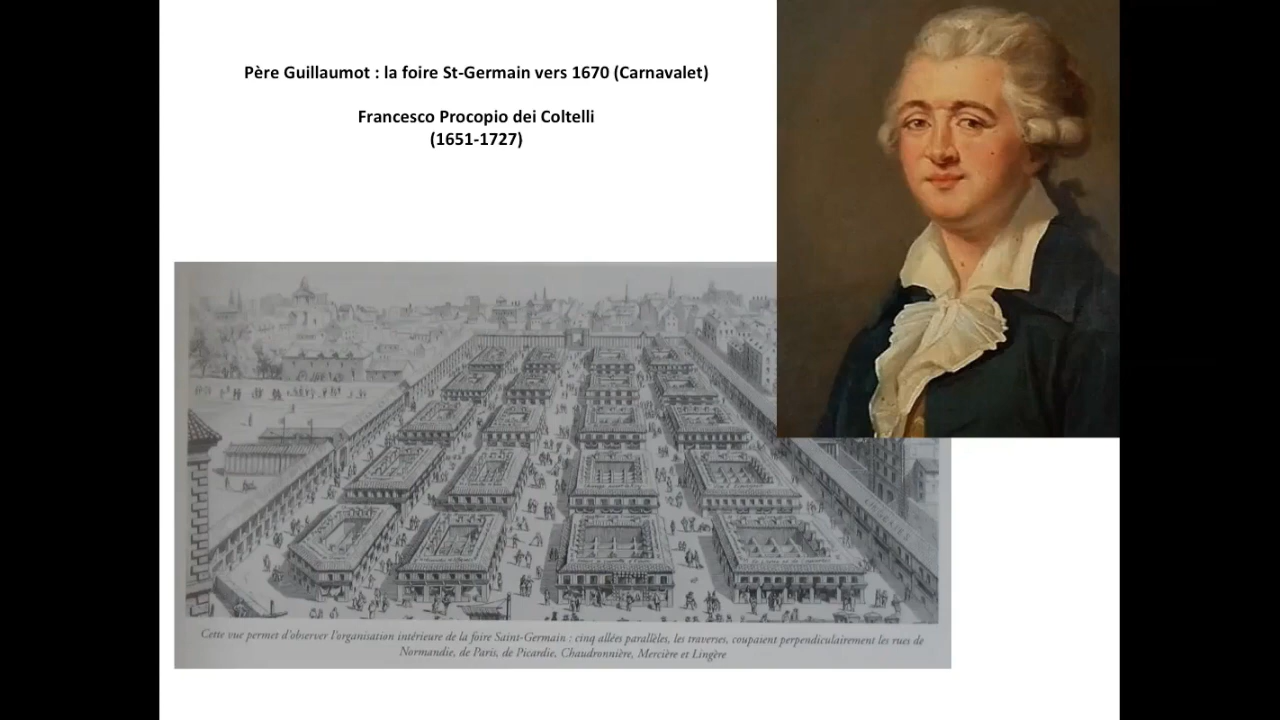 Père Guillaumot : la foire St-Germain vers 1670 (Carnavalet)
Francesco Procopio dei Coltelli
(1651-1727)
Cette vue permet d'observer l'organisation intérieure de la foire Saint-Germain : cinq allées parallèles, les traverses, coupaient perpendiculairement les rues de
Normandie, de Paris, de Picardie, Chaudronnière, Mercière et Lingère